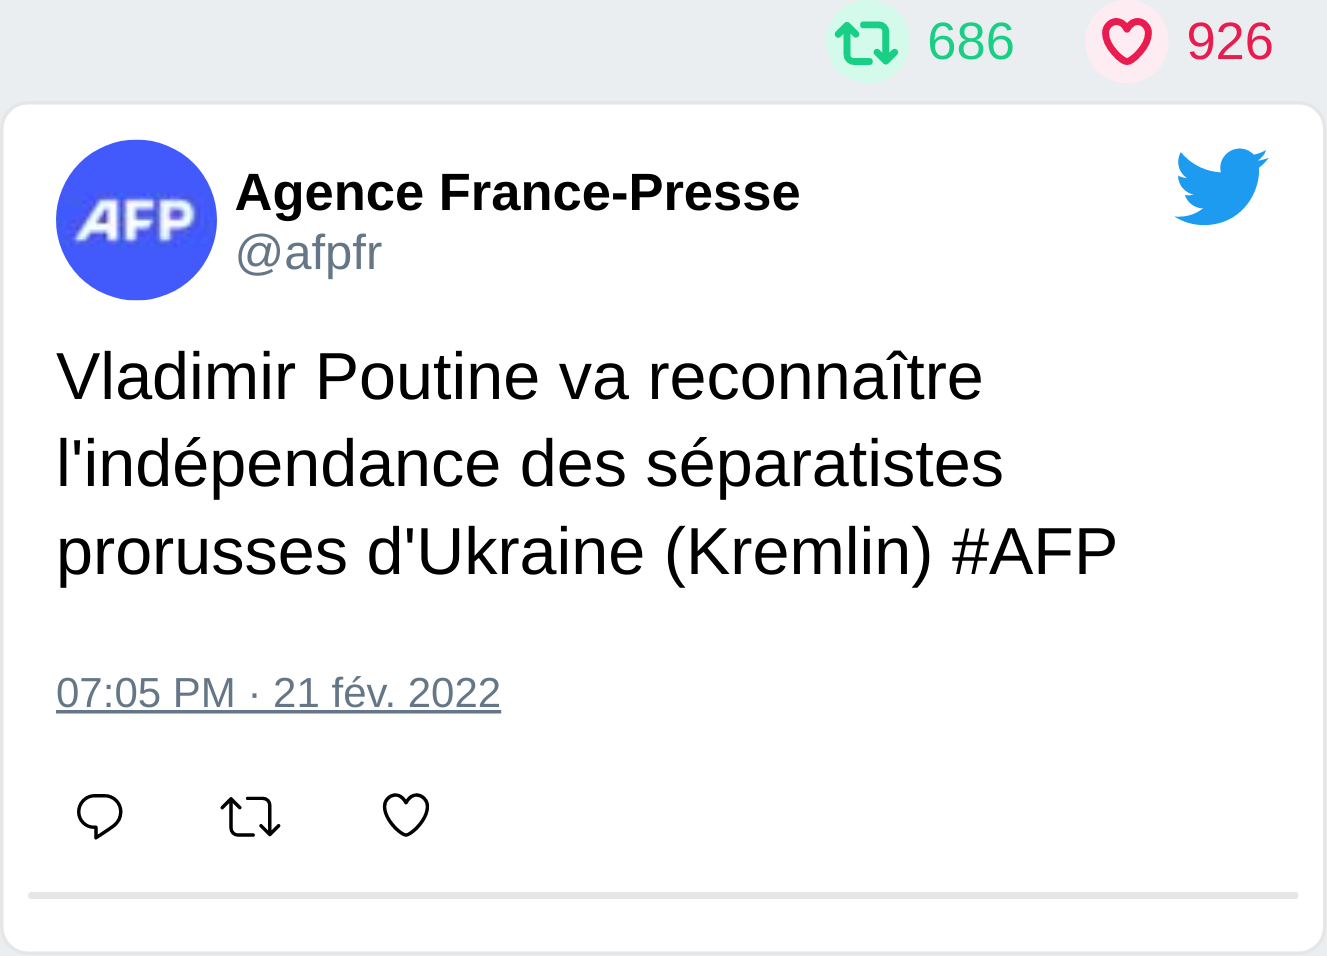 686 926
AFP
Agence France-Presse
@afpfr
Vladimir Poutine va reconnaître
l'indépendance des séparatistes
prorusses d'Ukraine (Kremlin) #AFP
07:05 PM · 21 fév. 2022